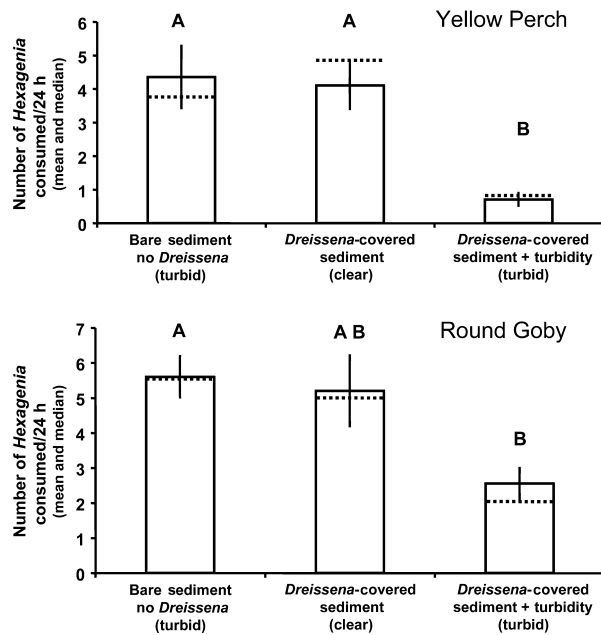 Yellow Perch
Number of Hexagenia
consumed/24 h
(mean and median)
6
5
4
3
2
1
0
A
A
B
Bare sediment
no Dreissena
(turbid)
Dreissena-covered
sediment
(clear)
Dreissena-covered
sediment + turbidity
(turbid)
Round Goby
Number of Hexagenia
consumed/24 h
(mean and median)
7
6
5
4
3
2
1
0
A
A B
B
Bare sediment
no Dreissena
(turbid)
Dreissena-covered
sediment
(clear)
Dreissena-covered
sediment + turbidity
(turbid)